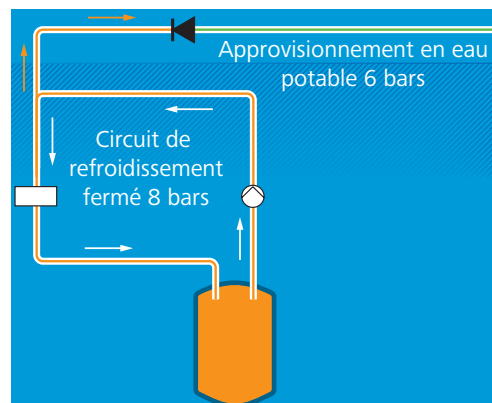 Approvisionnement en eau
potable 6 bars
Circuit de
refroidissement
fermé 8 bars